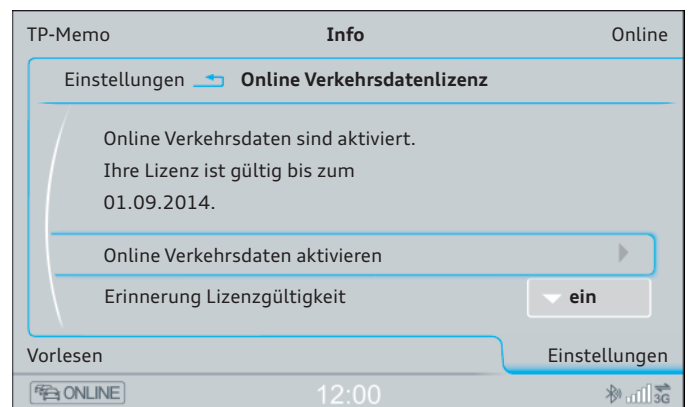 TP-Memo Info Online
Einstellungen Online Verkehrsdatenlizenz
Online Verkehrsdaten sind aktiviert.
Ihre Lizenz ist gültig bis zum
01.09.2014.
Online Verkehrsdaten aktivieren
Erinnerung Lizenzgültigkeit ein
Vorlesen Einstellungen
ONLINE 12:00 3G